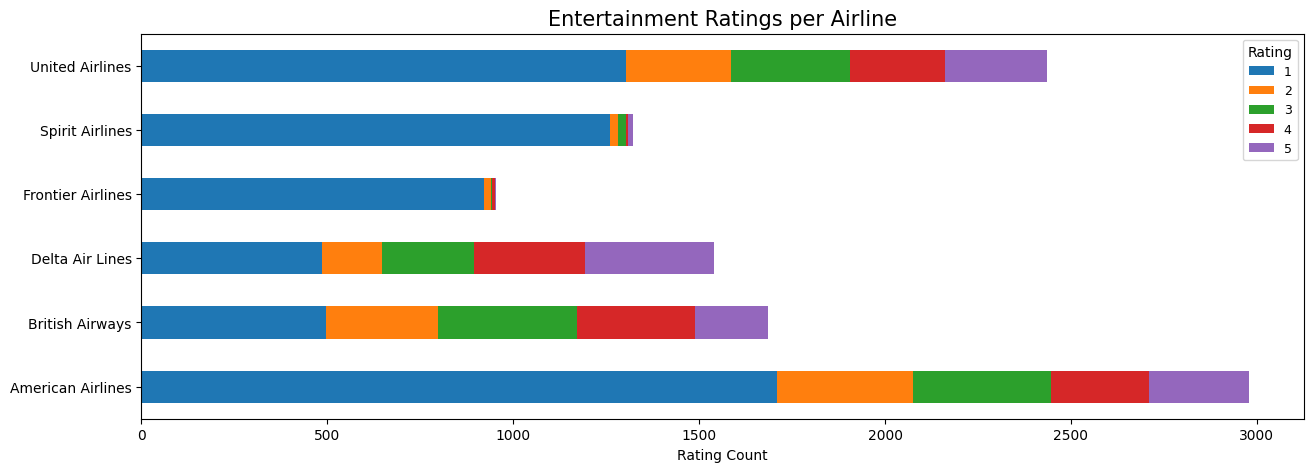 Entertainment Ratings per Airline
United Airlines
Spirit Airlines
Frontier Airlines
Delta Air Lines
British Airways
American Airlines
Rating
1
2
3
4
5
0 500 1000 1500 2000 2500 3000
Rating Count